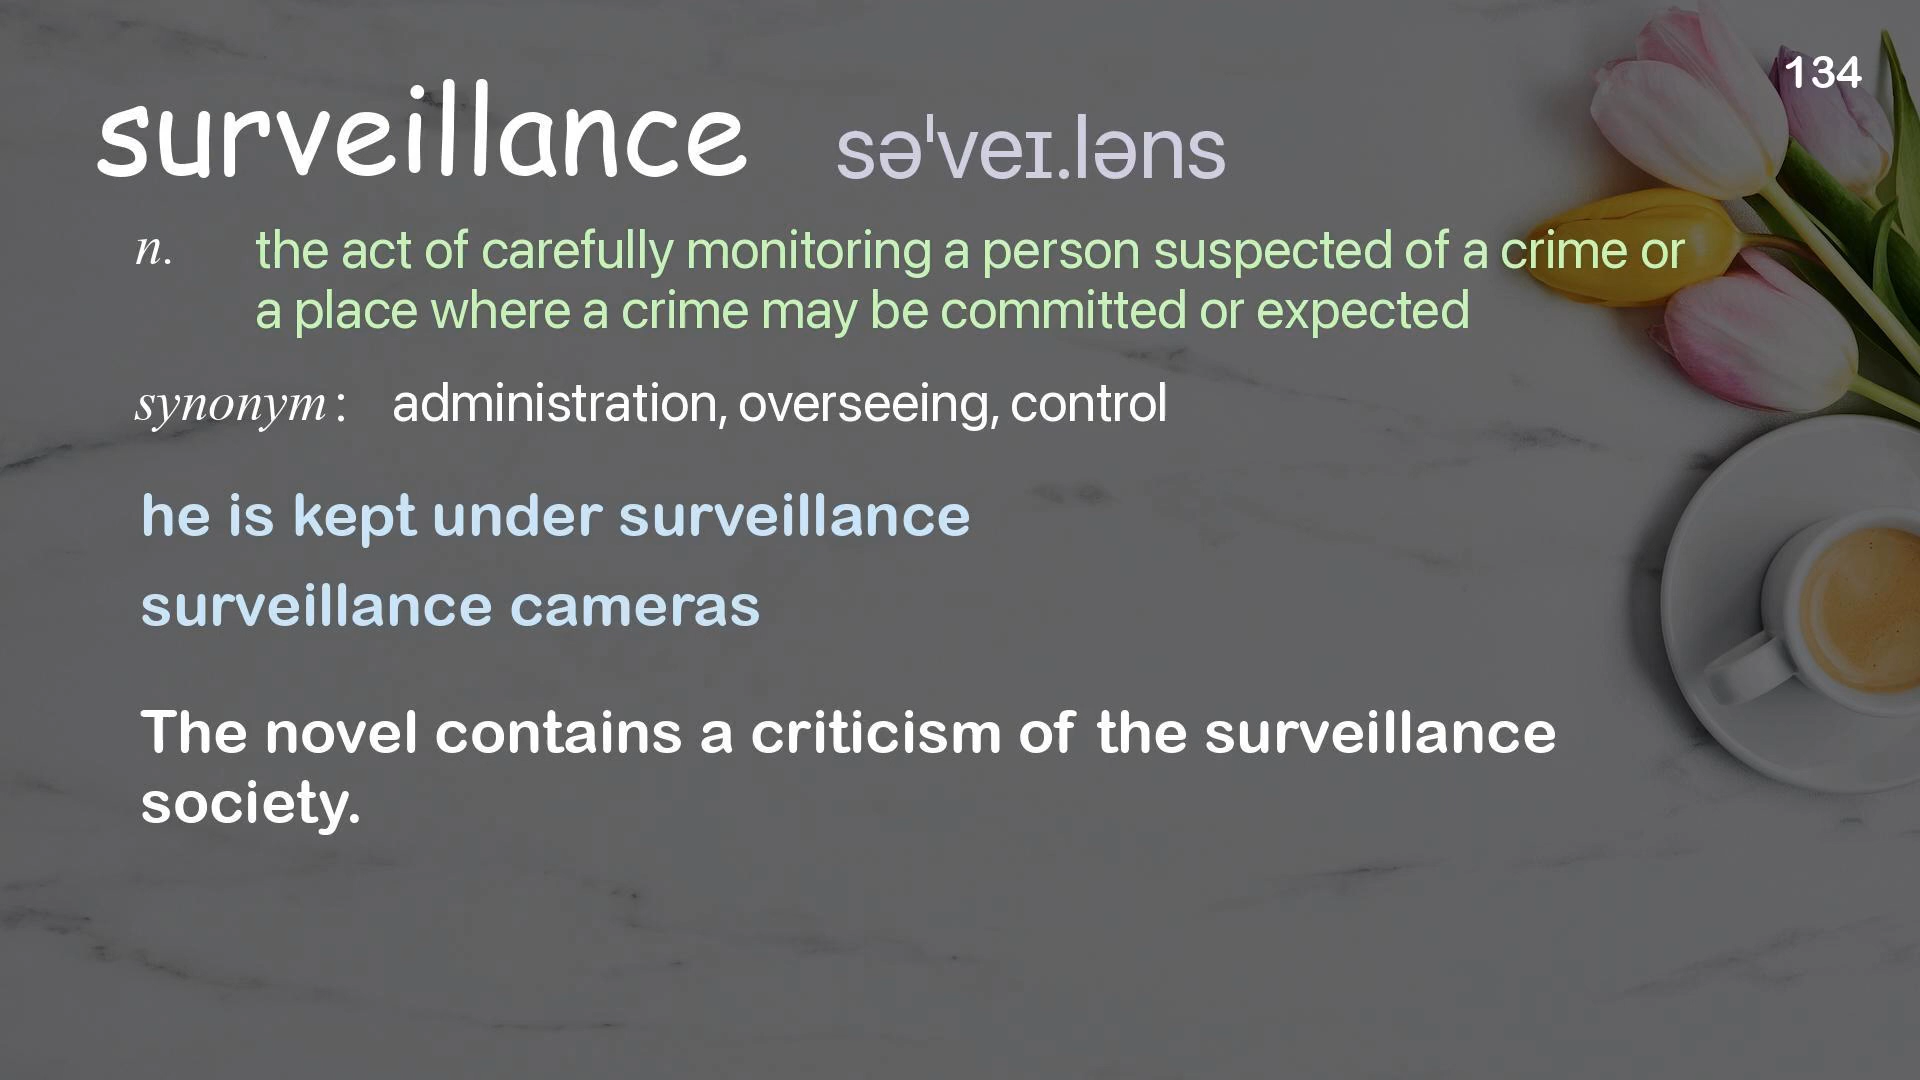 134
surveillance səˈveɪ.ləns
n. the act of carefully monitoring a person suspected of a crime or
a place where a crime may be committed or expected
synonym : administration, overseeing, control
he is kept under surveillance
surveillance cameras
The novel contains a criticism of the surveillance
society.